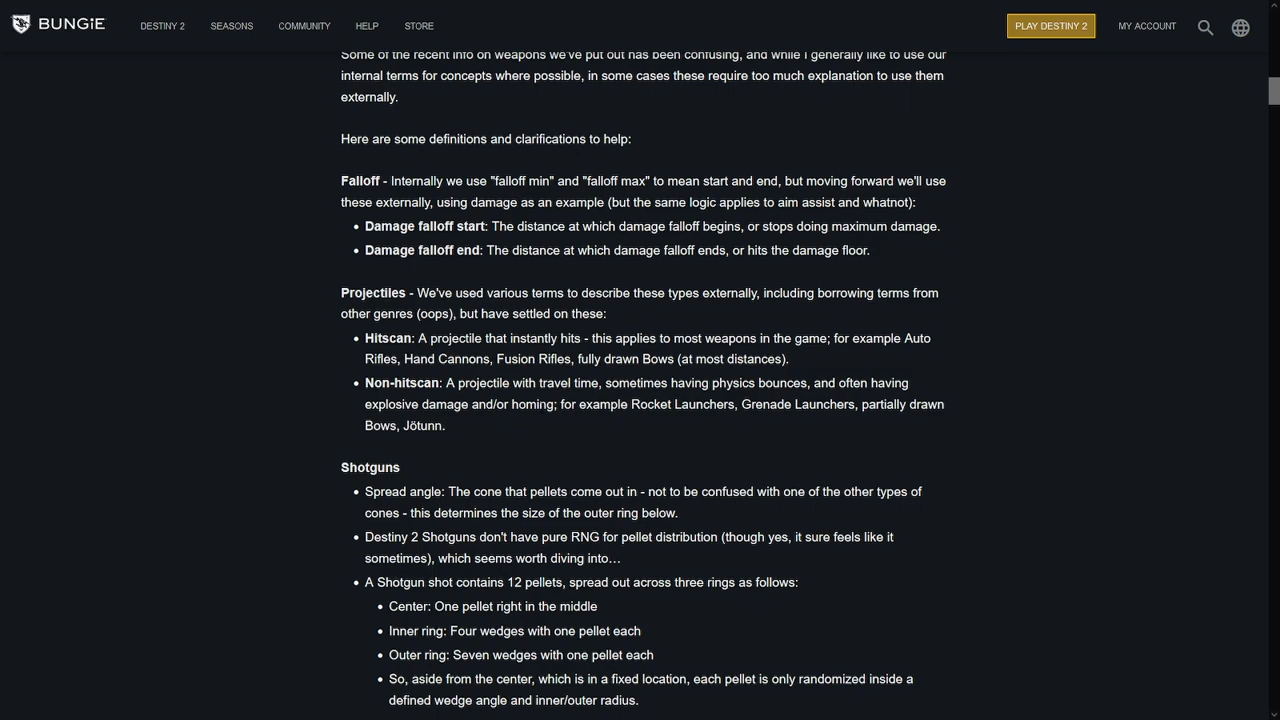 BUNGiE
DESTINY 2
SEASONS
COMMUNITY
HELP
STORE
PLAY DESTINY 2
MY ACCOUNT
Some of the recent info on weapons we've put out has been confusing, and while I generally like to use our
internal terms for concepts where possible, in some cases these require too much explanation to use them
externally.
Here are some definitions and clarifications to help:
Falloff - Internally we use "falloff min" and "falloff max" to mean start and end, but moving forward we'll use
these externally, using damage as an example (but the same logic applies to aim assist and whatnot):
• Damage falloff start: The distance at which damage falloff begins, or stops doing maximum damage.
• Damage falloff end: The distance at which damage falloff ends, or hits the damage floor.
Projectiles - We've used various terms to describe these types externally, including borrowing terms from
other genres (oops), but have settled on these:
• Hitscan: A projectile that instantly hits - this applies to most weapons in the game; for example Auto
Rifles, Hand Cannons, Fusion Rifles, fully drawn Bows (at most distances).
• Non-hitscan: A projectile with travel time, sometimes having physics bounces, and often having
explosive damage and/or homing; for example Rocket Launchers, Grenade Launchers, partially drawn
Bows, Jötunn.
Shotguns
• Spread angle: The cone that pellets come out in - not to be confused with one of the other types of
cones - this determines the size of the outer ring below.
• Destiny 2 Shotguns don't have pure RNG for pellet distribution (though yes, it sure feels like it
sometimes), which seems worth diving into…
• A Shotgun shot contains 12 pellets, spread out across three rings as follows:
• Center: One pellet right in the middle
• Inner ring: Four wedges with one pellet each
• Outer ring: Seven wedges with one pellet each
• So, aside from the center, which is in a fixed location, each pellet is only randomized inside a
defined wedge angle and inner/outer radius.